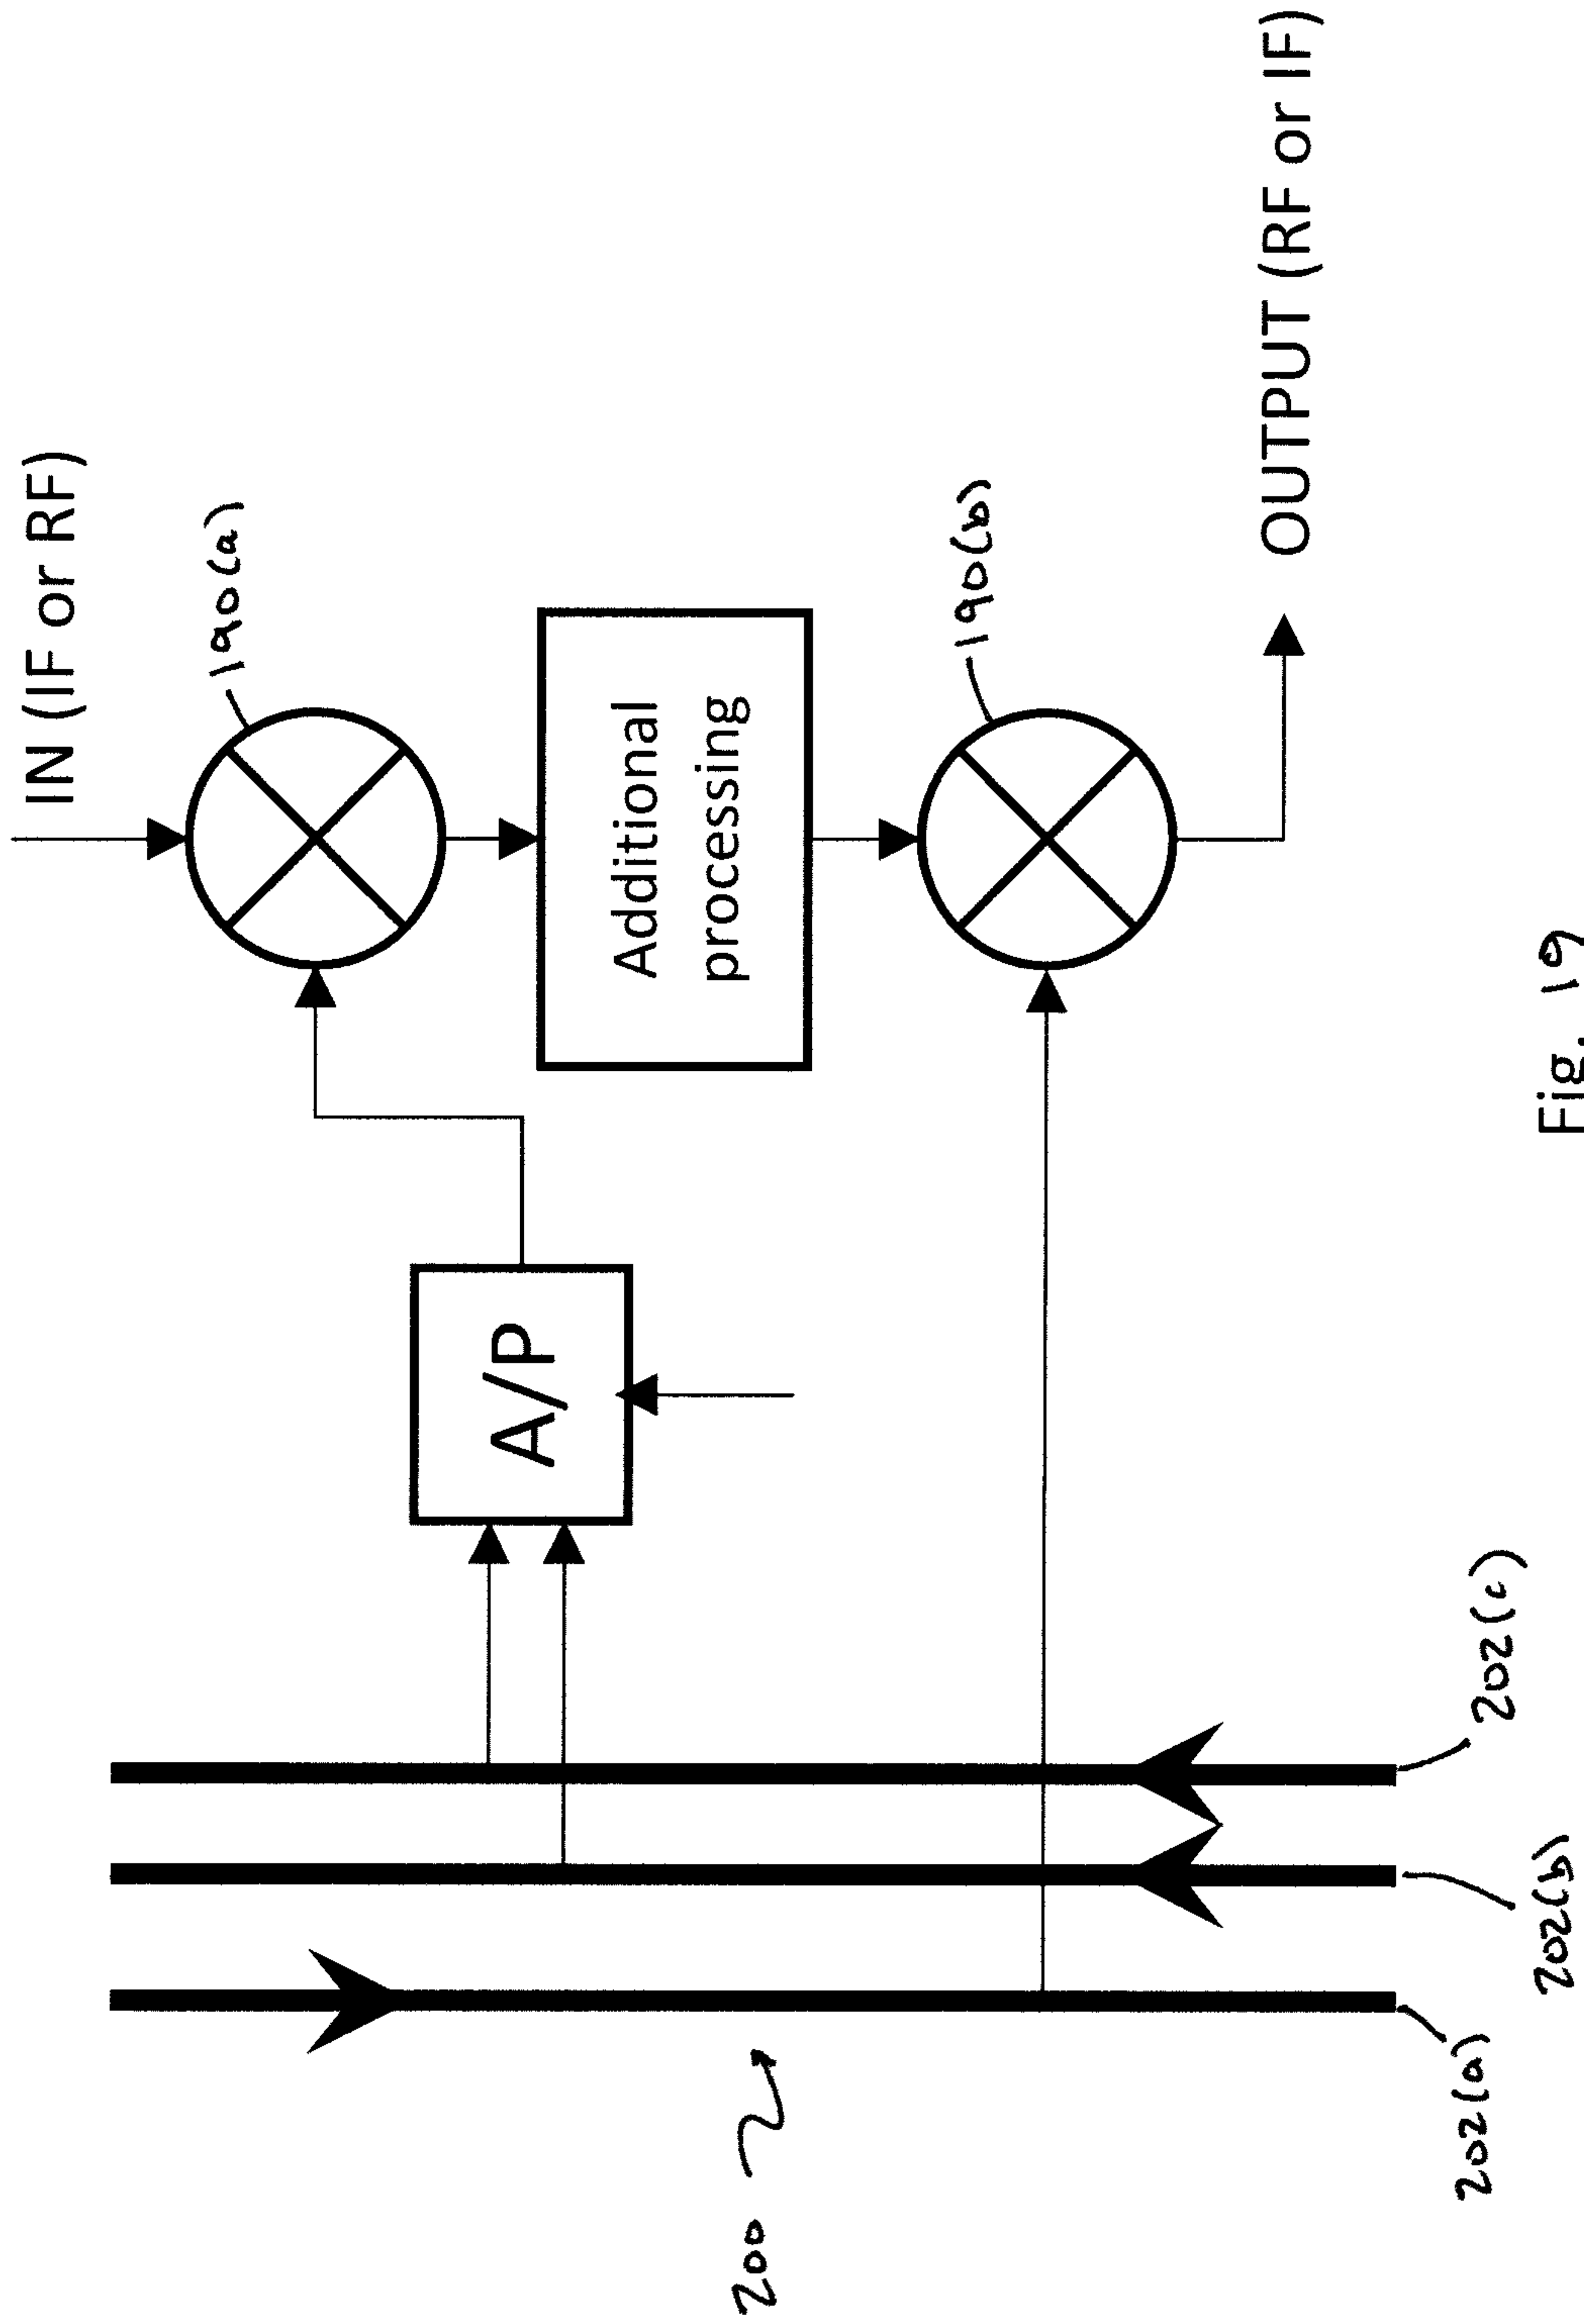 IN (IF or RF)
190(a)
Additional
processing
190(b)
OUTPUT (RF or IF)
A/P
200
202(a)
202(b)
202(c)
Fig. 19